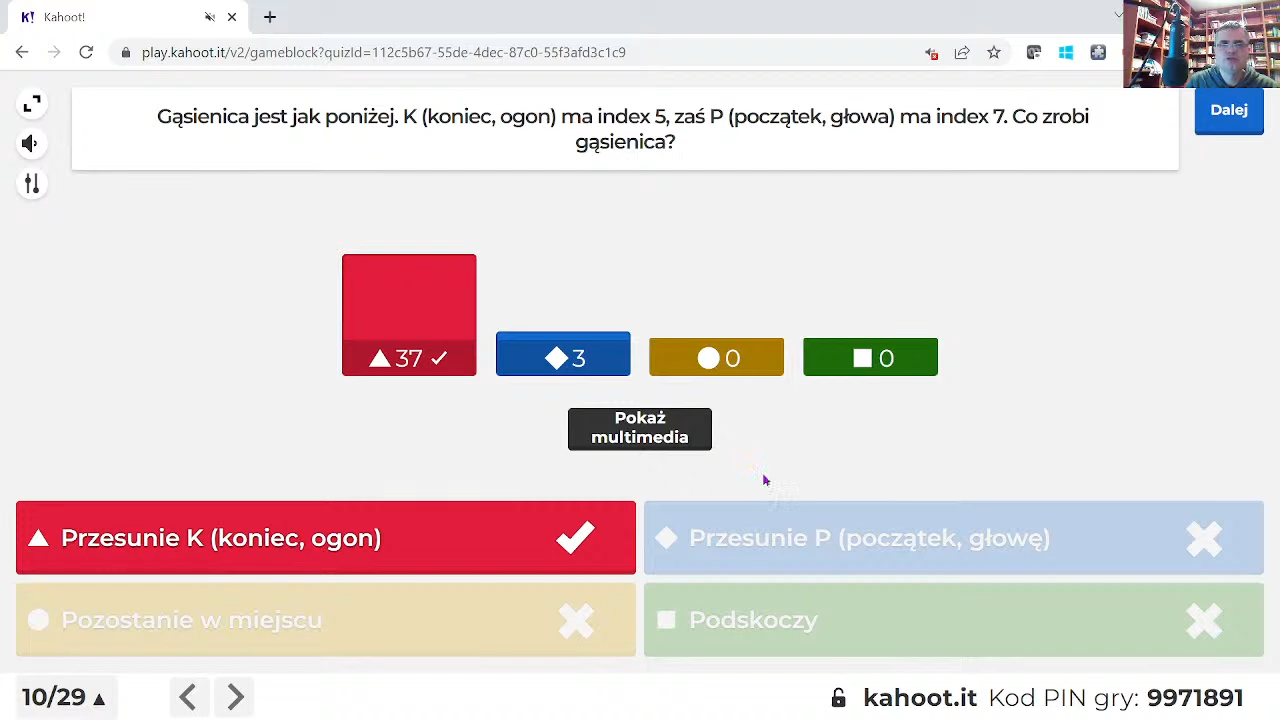 K! Kahoot!
play.kahoot.it/v2/gameblock?quizId=112c5b67-55de-4dec-87c0-55f3afd3c1c9
Gąsienica jest jak poniżej. K (koniec, ogon) ma index 5, zaś P (początek, głowa) ma index 7. Co zrobi
gąsienica?
Dalej
37
3
0
0
Pokaż
multimedia
Przesunie K (koniec, ogon)
Przesunie P (początek, głowę)
Pozostanie w miejscu
Podskoczy
10/29
kahoot.it Kod PIN gry: 9971891